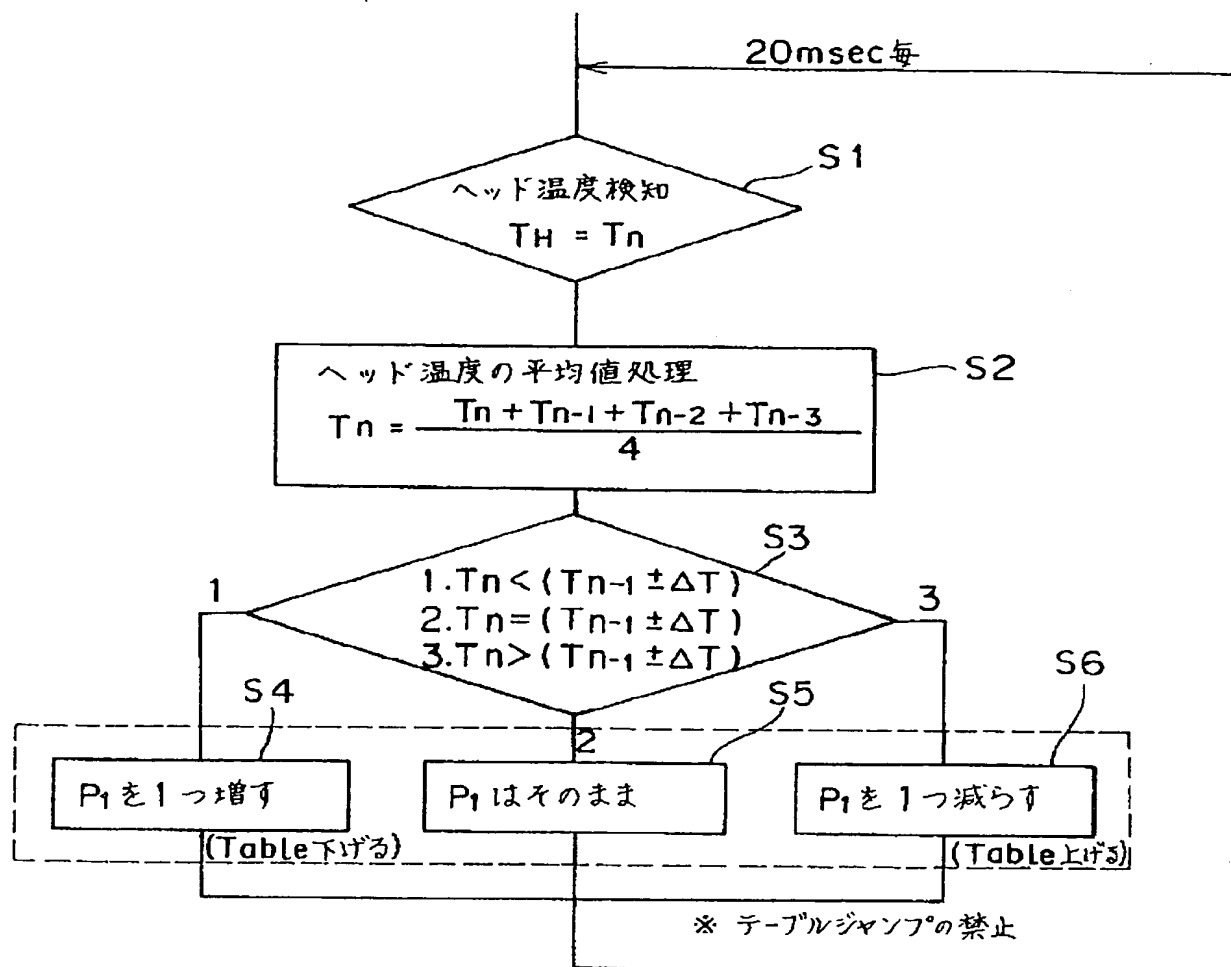 20msec毎
S1
ヘッド温度検知
TH = Tn
S2
ヘッド温度の平均値処理
Tn = Tn + Tn-1 + Tn-2 + Tn-3
4
S3
1
1.Tn<(Tn-1 ±△T)
2.Tn=(Tn-1 ±△T)
3.Tn>(Tn-1 ±△T)
3
S4
S5
S6
2
P1を1つ増す
P1はそのまま
P1を1つ減らす
(Table下げる)
(Table上げる)
※ テーブルジャンプの禁止